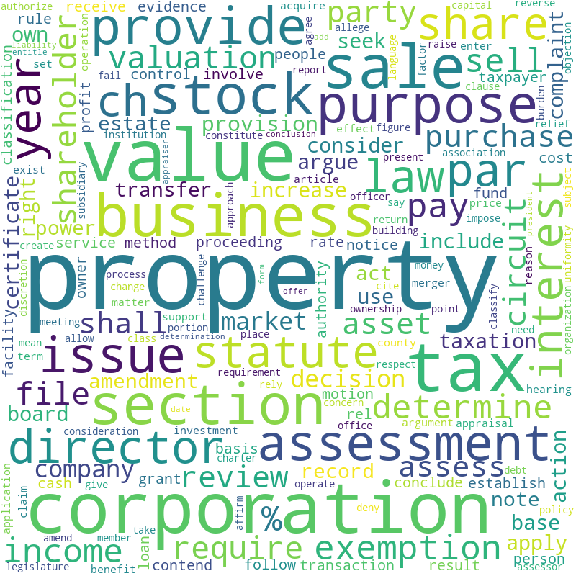 authorize receive evidence own provide sale share party reverse capital acquire
rule language agree allege
year classification set entitle liability operation shareholder valuation seek people sell taxpayer enter complaint objection
fail report control involve factor raise clause burden relief
ch stock purpose
profit estate institution provision constitute conclusion effect figure consider purchase
value law par association cost
exist subsidiary appraiser argue present article
right transfer increase officer pay fund price subject
certificate power business approach say return impose building
create service method proceeding rate notice include circuit interest uniformity
facility discretion owner process change matter property challenge offer form authority act use money merger ownership point classify reason need president organization
meeting allow mean term shall support portion class determination market place asset taxation
issue statute tax
requirement cite county respect hearing
file amendment rely concern decision motion argument appraisal
board section date office rel determine
consideration investment charter basis
director assessment action
company review record assess conclude establish debt policy
application claim cash give grant operate deny note
corporation % base
income loan affirm require exemption apply
amend member take person
legislature benefit contend follow transaction result assessor